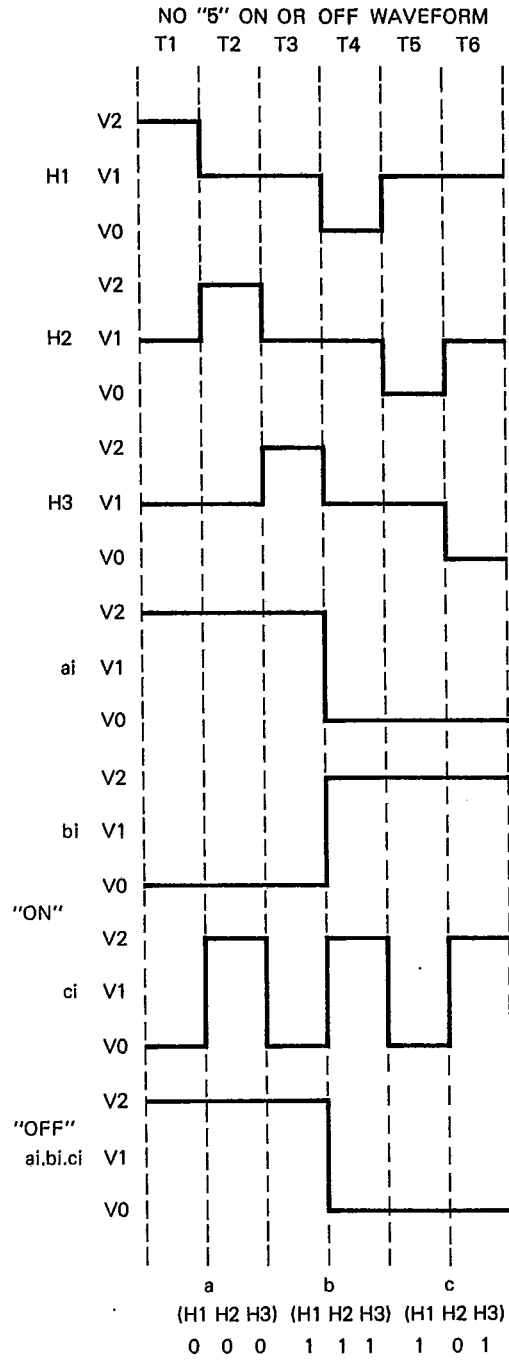 NO "5" ON OR OFF WAVEFORM
T1 T2 T3 T4 T5 T6
V2
H1 V1
V0
V2
H2 V1
V0
V2
H3 V1
V0
V2
ai V1
V0
V2
bi V1
V0
"ON"
V2
ci V1
V0
V2
"OFF"
ai.bi.ci V1
V0
a b c
(H1 H2 H3) (H1 H2 H3) (H1 H2 H3)
0 0 0 1 1 1 1 0 1